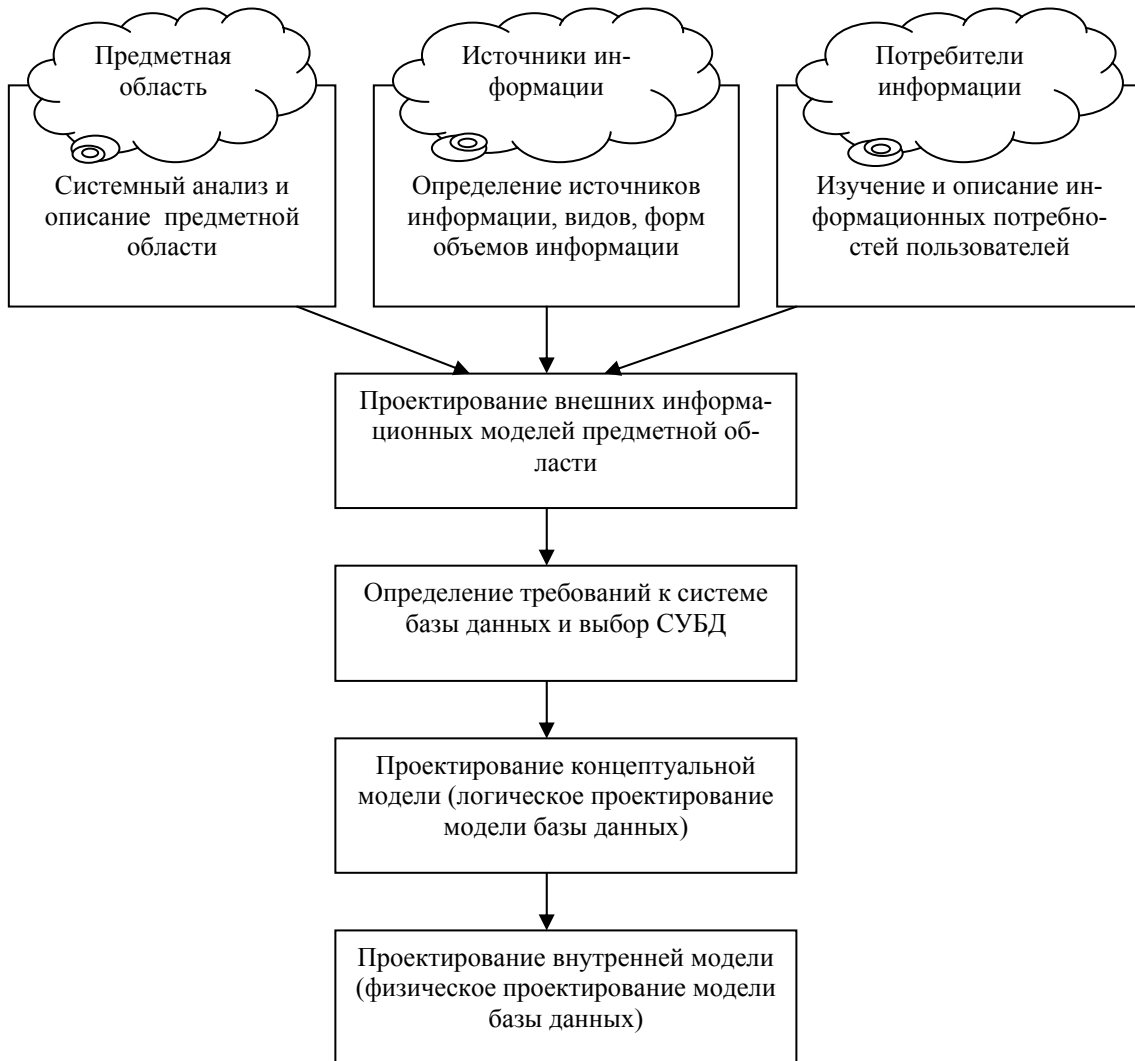 Предметная
область
Системный анализ и
описание предметной
области
Источники ин-
формации
Определение источников
информации, видов, форм
объемов информации
Потребители
информации
Изучение и описание ин-
формационных потребно-
стей пользователей
Проектирование внешних информа-
ционных моделей предметной об-
ласти
Определение требований к системе
базы данных и выбор СУБД
Проектирование концептуальной
модели (логическое проектирование
модели базы данных)
Проектирование внутренней модели
(физическое проектирование модели
базы данных)